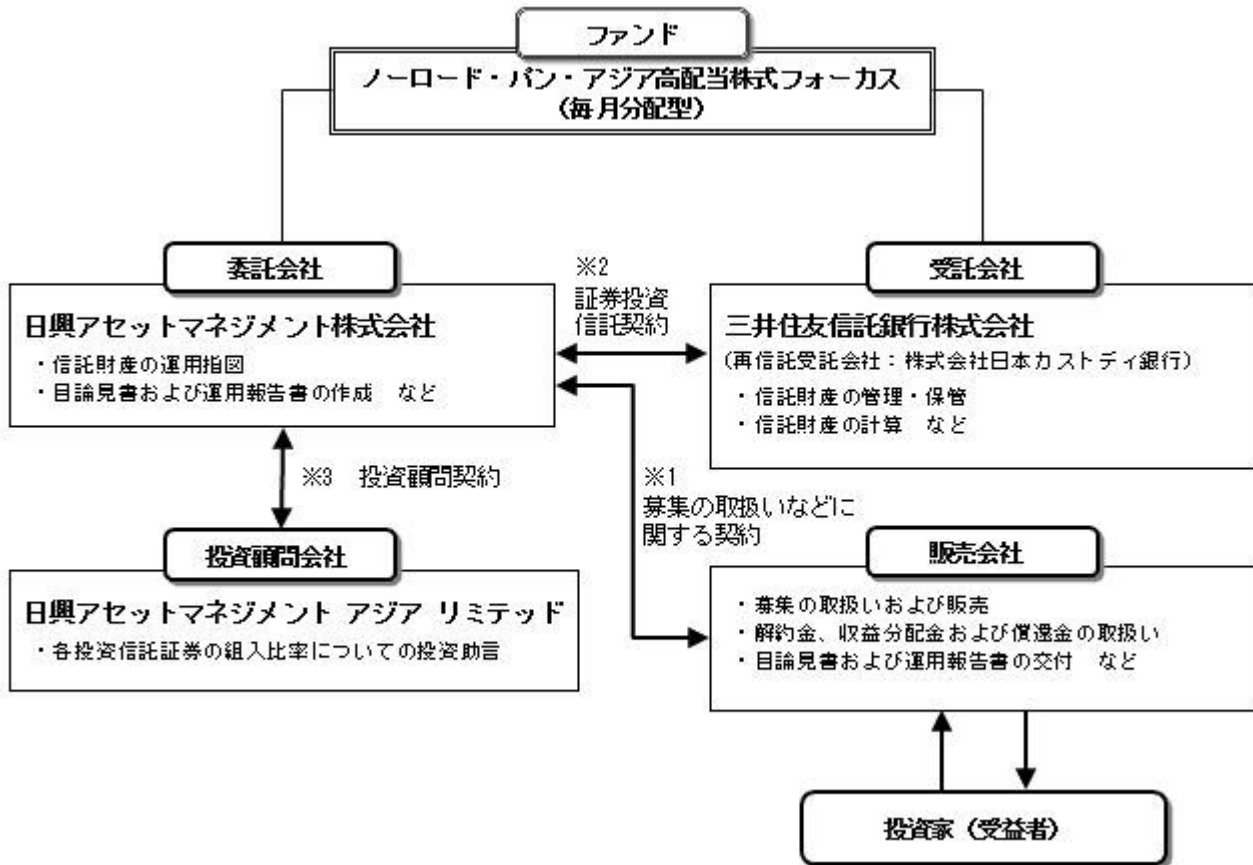 ファンド
ノーロード・パン・アジア高配当株式フォーカス
（毎月分配型）
委託会社
日興アセットマネジメント株式会社
・信託財産の運用指図
・目論見書および運用報告書の作成　など
※2
証券投資
信託契約
受託会社
三井住友信託銀行株式会社
（再信託受託会社：株式会社日本カストディ銀行）
・信託財産の管理・保管
・信託財産の計算　など
※3　投資顧問契約
※1
募集の取扱いなどに
関する契約
投資顧問会社
日興アセットマネジメント アジア リミテッド
・各投資信託証券の組入比率についての投資助言
販売会社
・募集の取扱いおよび販売
・解約金、収益分配金および償還金の取扱い
・目論見書および運用報告書の交付　など
投資家（受益者）